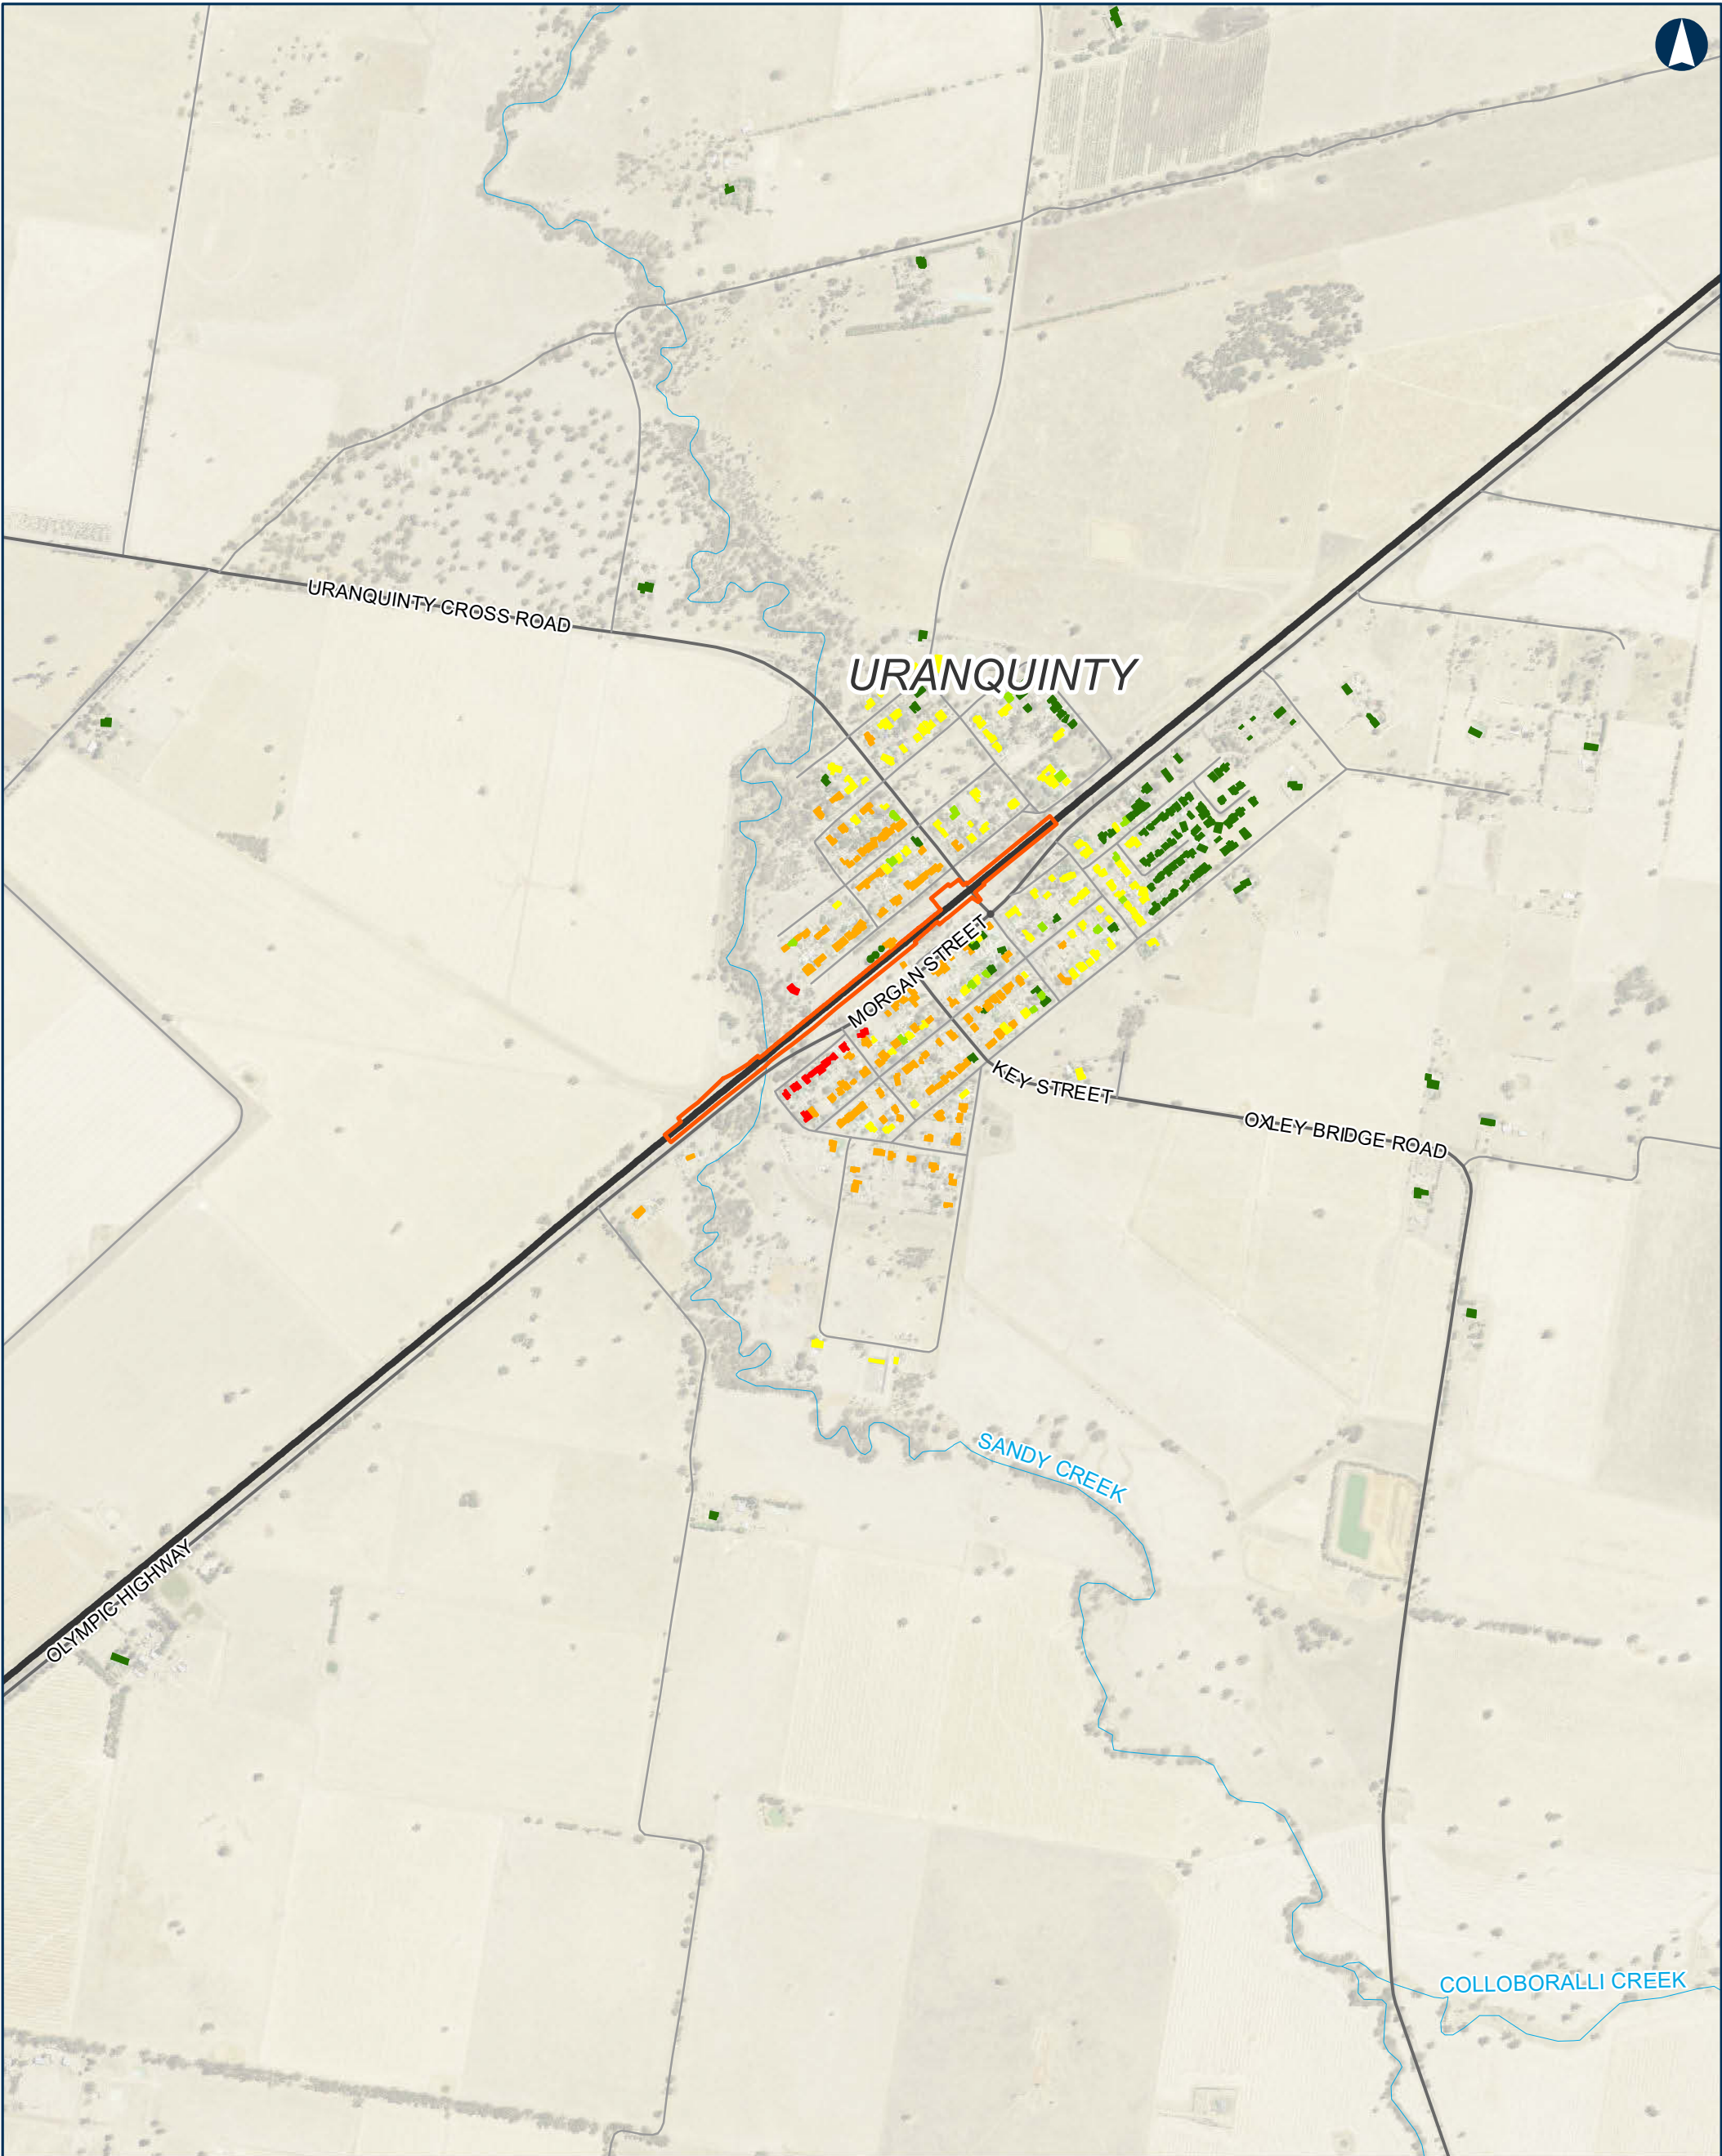 URANQUINTY CROSS ROAD
URANQUINTY
MORGAN STREET
KEY STREET
OXLEY BRIDGE ROAD
SANDY CREEK
OLYMPIC HIGHWAY
COLLOBORALLI CREEK